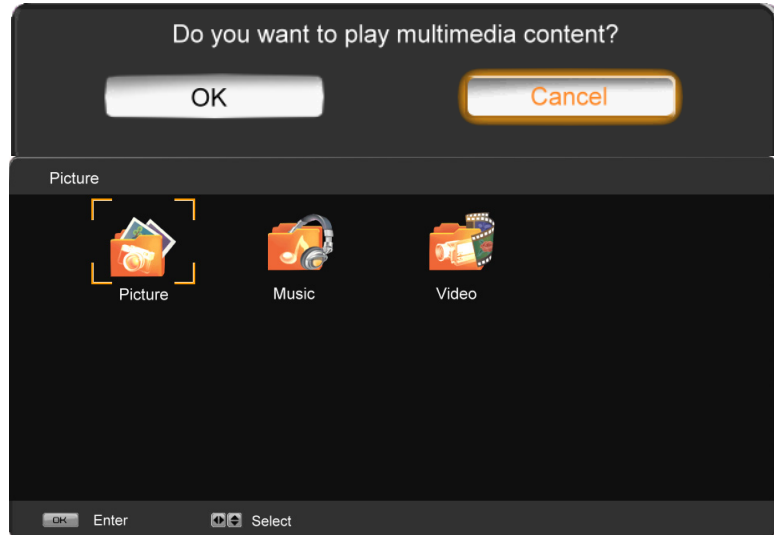 Do you want to play multimedia content?
OK Cancel
Picture
Picture Music Video
OK Enter Select